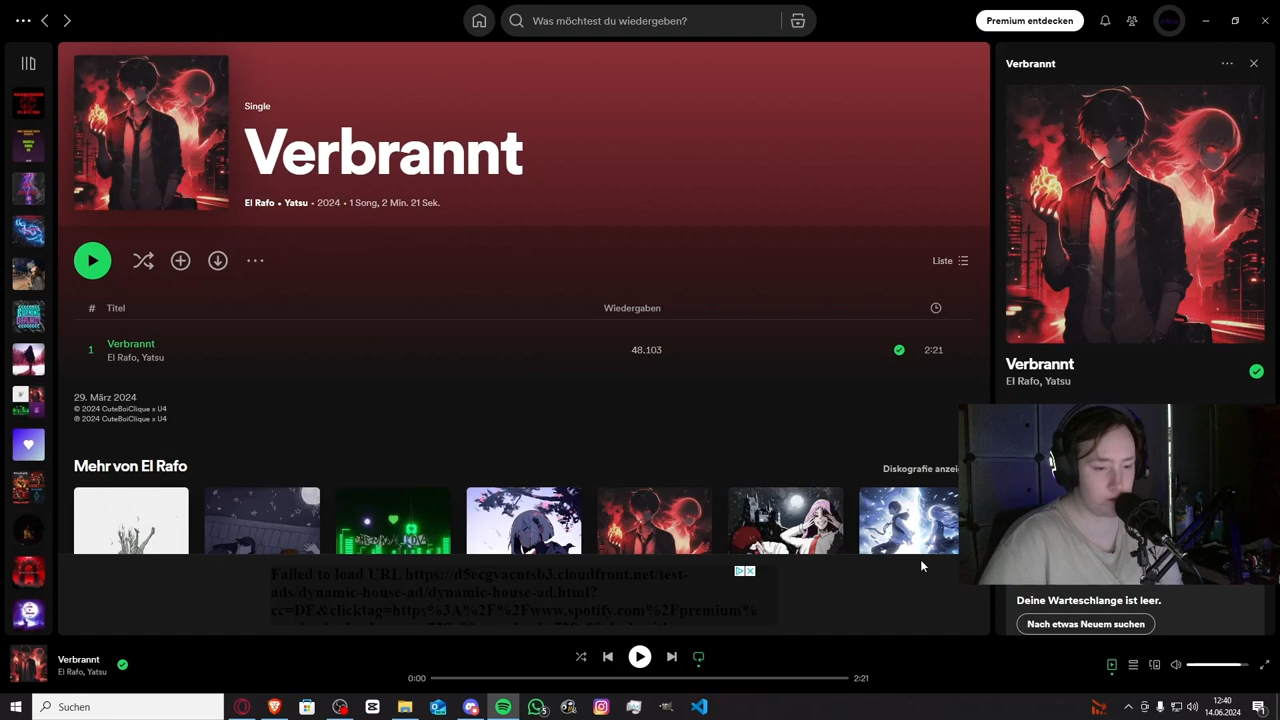 Was möchtest du wiedergeben?
Premium entdecken
Single
Verbrannt
El Rafo • Yatsu • 2024 • 1 Song, 2 Min. 21 Sek.
Liste
# Titel Wiedergaben
1 Verbrannt 48.103 2:21
El Rafo, Yatsu
29. März 2024
© 2024 CuteBoiClique x U4
℗ 2024 CuteBoiClique x U4
Mehr von El Rafo
Diskografie anzei
Failed to load URL https://d5ecgvacntsb3.cloudfront.net/test-
ads/dynamic-house-ad/dynamic-house-ad.html?
cc=DE&clicktag=https%3A%2F%2Fwww.spotify.com%2Fpremium%
Verbrannt
Verbrannt
El Rafo, Yatsu
Deine Warteschlange ist leer.
Nach etwas Neuem suchen
Verbrannt
El Rafo, Yatsu
0:00
2:21
Suchen
12:40
14.06.2024